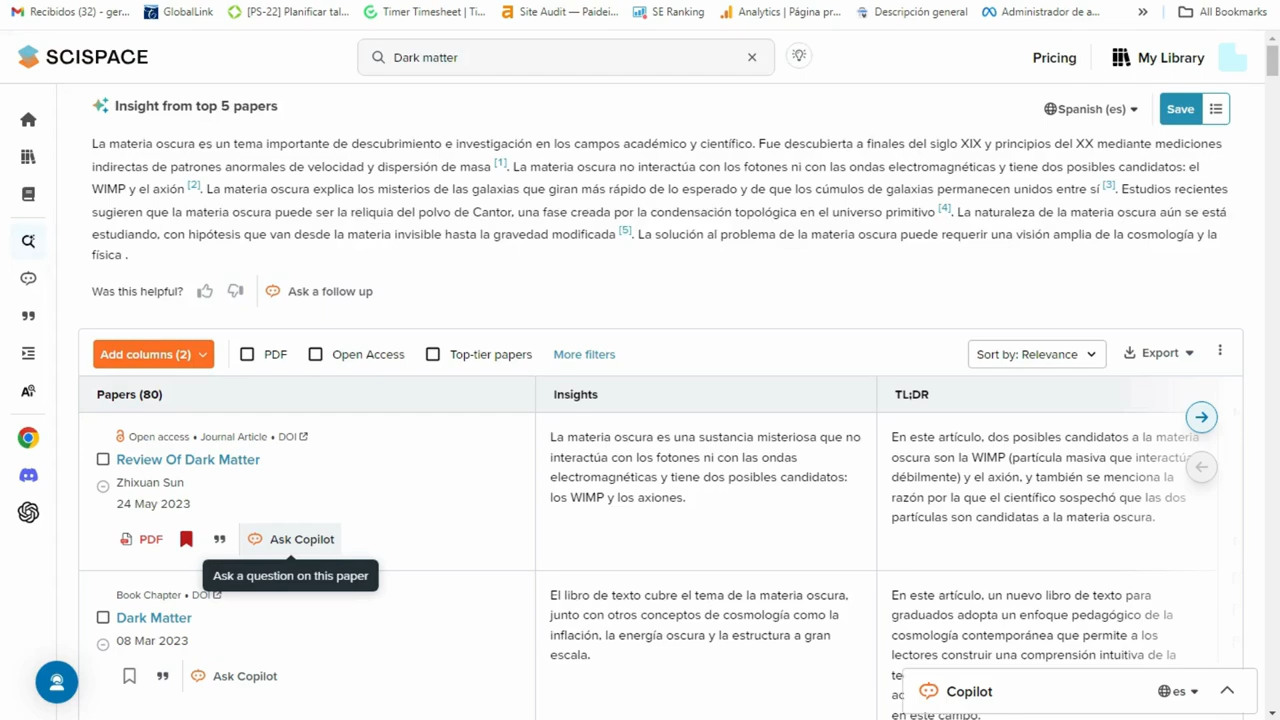 Recibidos (32) - ger...
GlobalLink
[PS-22] Planificar tal...
Timer Timesheet | Ti...
Site Audit — Paidei...
SE Ranking
Analytics | Página pr...
Descripción general
Administrador de a...
»
All Bookmarks
SCISPACE
Dark matter
Pricing
My Library
Insight from top 5 papers
Spanish (es)
Save
La materia oscura es un tema importante de descubrimiento e investigación en los campos académico y científico. Fue descubierta a finales del siglo XIX y principios del XX mediante mediciones
indirectas de patrones anormales de velocidad y dispersión de masa [1]. La materia oscura no interactúa con los fotones ni con las ondas electromagnéticas y tiene dos posibles candidatos: el
WIMP y el axión [2]. La materia oscura explica los misterios de las galaxias que giran más rápido de lo esperado y de que los cúmulos de galaxias permanecen unidos entre sí [3]. Estudios recientes
sugieren que la materia oscura puede ser la reliquia del polvo de Cantor, una fase creada por la condensación topológica en el universo primitivo [4]. La naturaleza de la materia oscura aún se está
estudiando, con hipótesis que van desde la materia invisible hasta la gravedad modificada [5]. La solución al problema de la materia oscura puede requerir una visión amplia de la cosmología y la
física .
Was this helpful?
Ask a follow up
Add columns (2)
PDF
Open Access
Top-tier papers
More filters
Sort by: Relevance
Export
Papers (80)
Insights
TL;DR
Open access • Journal Article • DOI
Review Of Dark Matter
Zhixuan Sun
24 May 2023
PDF
Ask Copilot
Ask a question on this paper
La materia oscura es una sustancia misteriosa que no
interactúa con los fotones ni con las ondas
electromagnéticas y tiene dos posibles candidatos:
los WIMP y los axiones.
En este artículo, dos posibles candidatos a la materia
oscura son la WIMP (partícula masiva que interactúa
débilmente) y el axión, y también se menciona la
razón por la que el científico sospechó que las dos
partículas son candidatas a la materia oscura.
Book Chapter • DOI
Dark Matter
08 Mar 2023
Ask Copilot
El libro de texto cubre el tema de la materia oscura,
junto con otros conceptos de cosmología como la
inflación, la energía oscura y la estructura a gran
escala.
En este artículo, un nuevo libro de texto para
graduados adopta un enfoque pedagógico de la
cosmología contemporánea que permite a los
lectores construir una comprensión intuitiva de la
en este campo.
Copilot
es